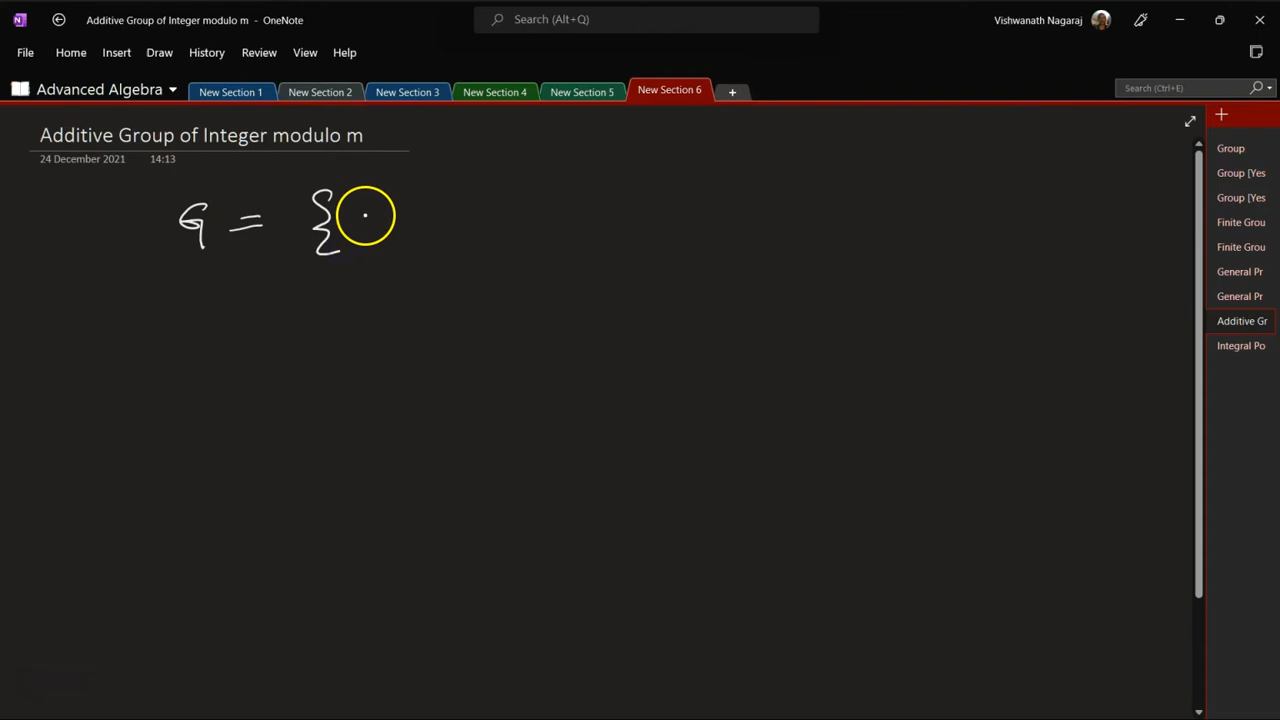 Additive Group of Integer modulo m - OneNote
Search (Alt+Q)
Vishwanath Nagaraj
File Home Insert Draw History Review View Help
Advanced Algebra
New Section 1 New Section 2 New Section 3 New Section 4 New Section 5 New Section 6 +
Search (Ctrl+E)
Additive Group of Integer modulo m
24 December 2021 14:13
G = {
Group
Group [Yes
Group [Yes
Finite Grou
Finite Grou
General Pr
General Pr
Additive Gr
Integral Po